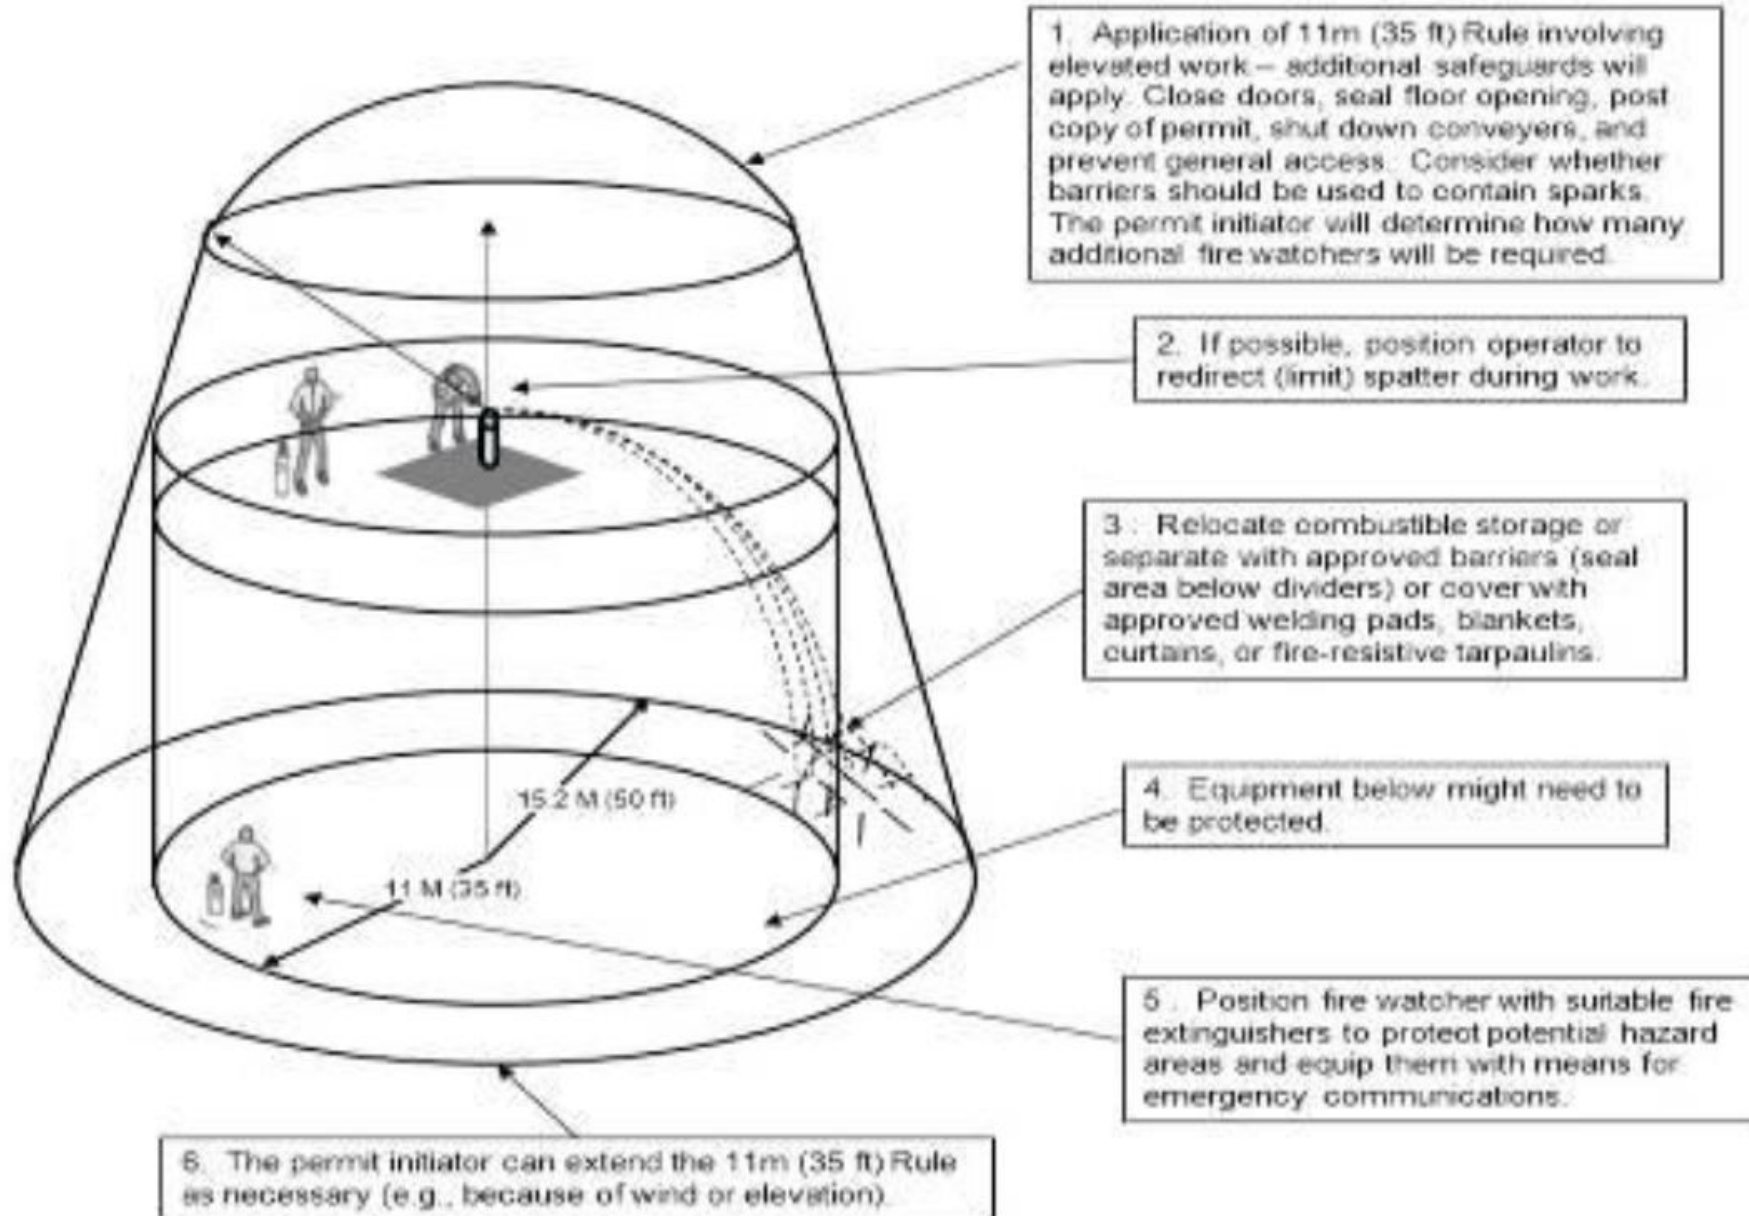 1. Application of 11m (35 ft) Rule involving
elevated work – additional safeguards will
apply. Close doors, seal floor opening, post
copy of permit, shut down conveyers, and
prevent general access. Consider whether
barriers should be used to contain sparks.
The permit initiator will determine how many
additional fire watchers will be required.
2. If possible, position operator to
redirect (limit) spatter during work.
3. Relocate combustible storage or
separate with approved barriers (seal
area below dividers) or cover with
approved welding pads, blankets,
curtains, or fire-resistive tarpaulins.
15.2 M (50 ft)
4. Equipment below might need to
be protected.
11 M (35 ft)
5. Position fire watcher with suitable fire
extinguishers to protect potential hazard
areas and equip them with means for
emergency communications.
6. The permit initiator can extend the 11m (35 ft) Rule
as necessary (e.g., because of wind or elevation).